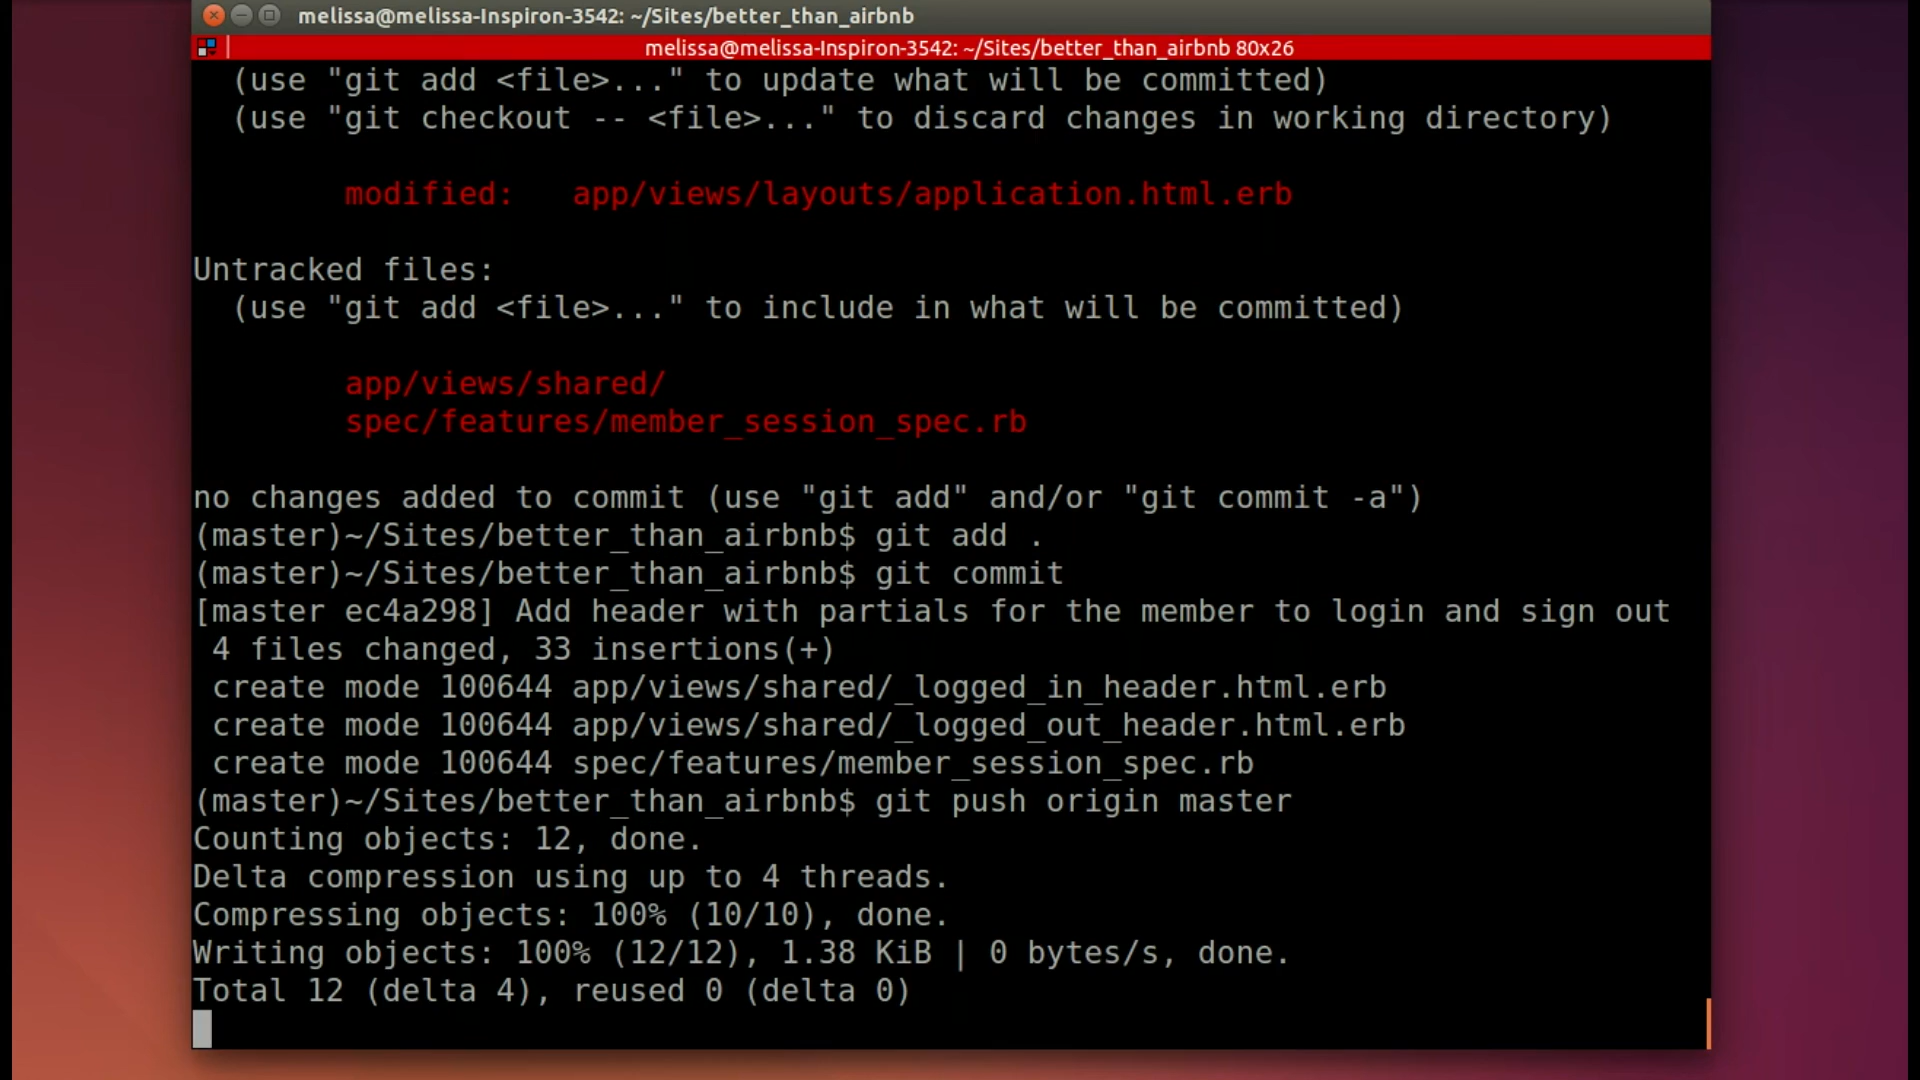 melissa@melissa-Inspiron-3542: ~/Sites/better_than_airbnb
melissa@melissa-Inspiron-3542: ~/Sites/better_than_airbnb 80x26
(use "git add <file>..." to update what will be committed)
(use "git checkout -- <file>..." to discard changes in working directory)
modified:   app/views/layouts/application.html.erb
Untracked files:
(use "git add <file>..." to include in what will be committed)
app/views/shared/
spec/features/member_session_spec.rb
no changes added to commit (use "git add" and/or "git commit -a")
(master)~/Sites/better_than_airbnb$ git add .
(master)~/Sites/better_than_airbnb$ git commit
[master ec4a298] Add header with partials for the member to login and sign out
4 files changed, 33 insertions(+)
create mode 100644 app/views/shared/_logged_in_header.html.erb
create mode 100644 app/views/shared/_logged_out_header.html.erb
create mode 100644 spec/features/member_session_spec.rb
(master)~/Sites/better_than_airbnb$ git push origin master
Counting objects: 12, done.
Delta compression using up to 4 threads.
Compressing objects: 100% (10/10), done.
Writing objects: 100% (12/12), 1.38 KiB | 0 bytes/s, done.
Total 12 (delta 4), reused 0 (delta 0)